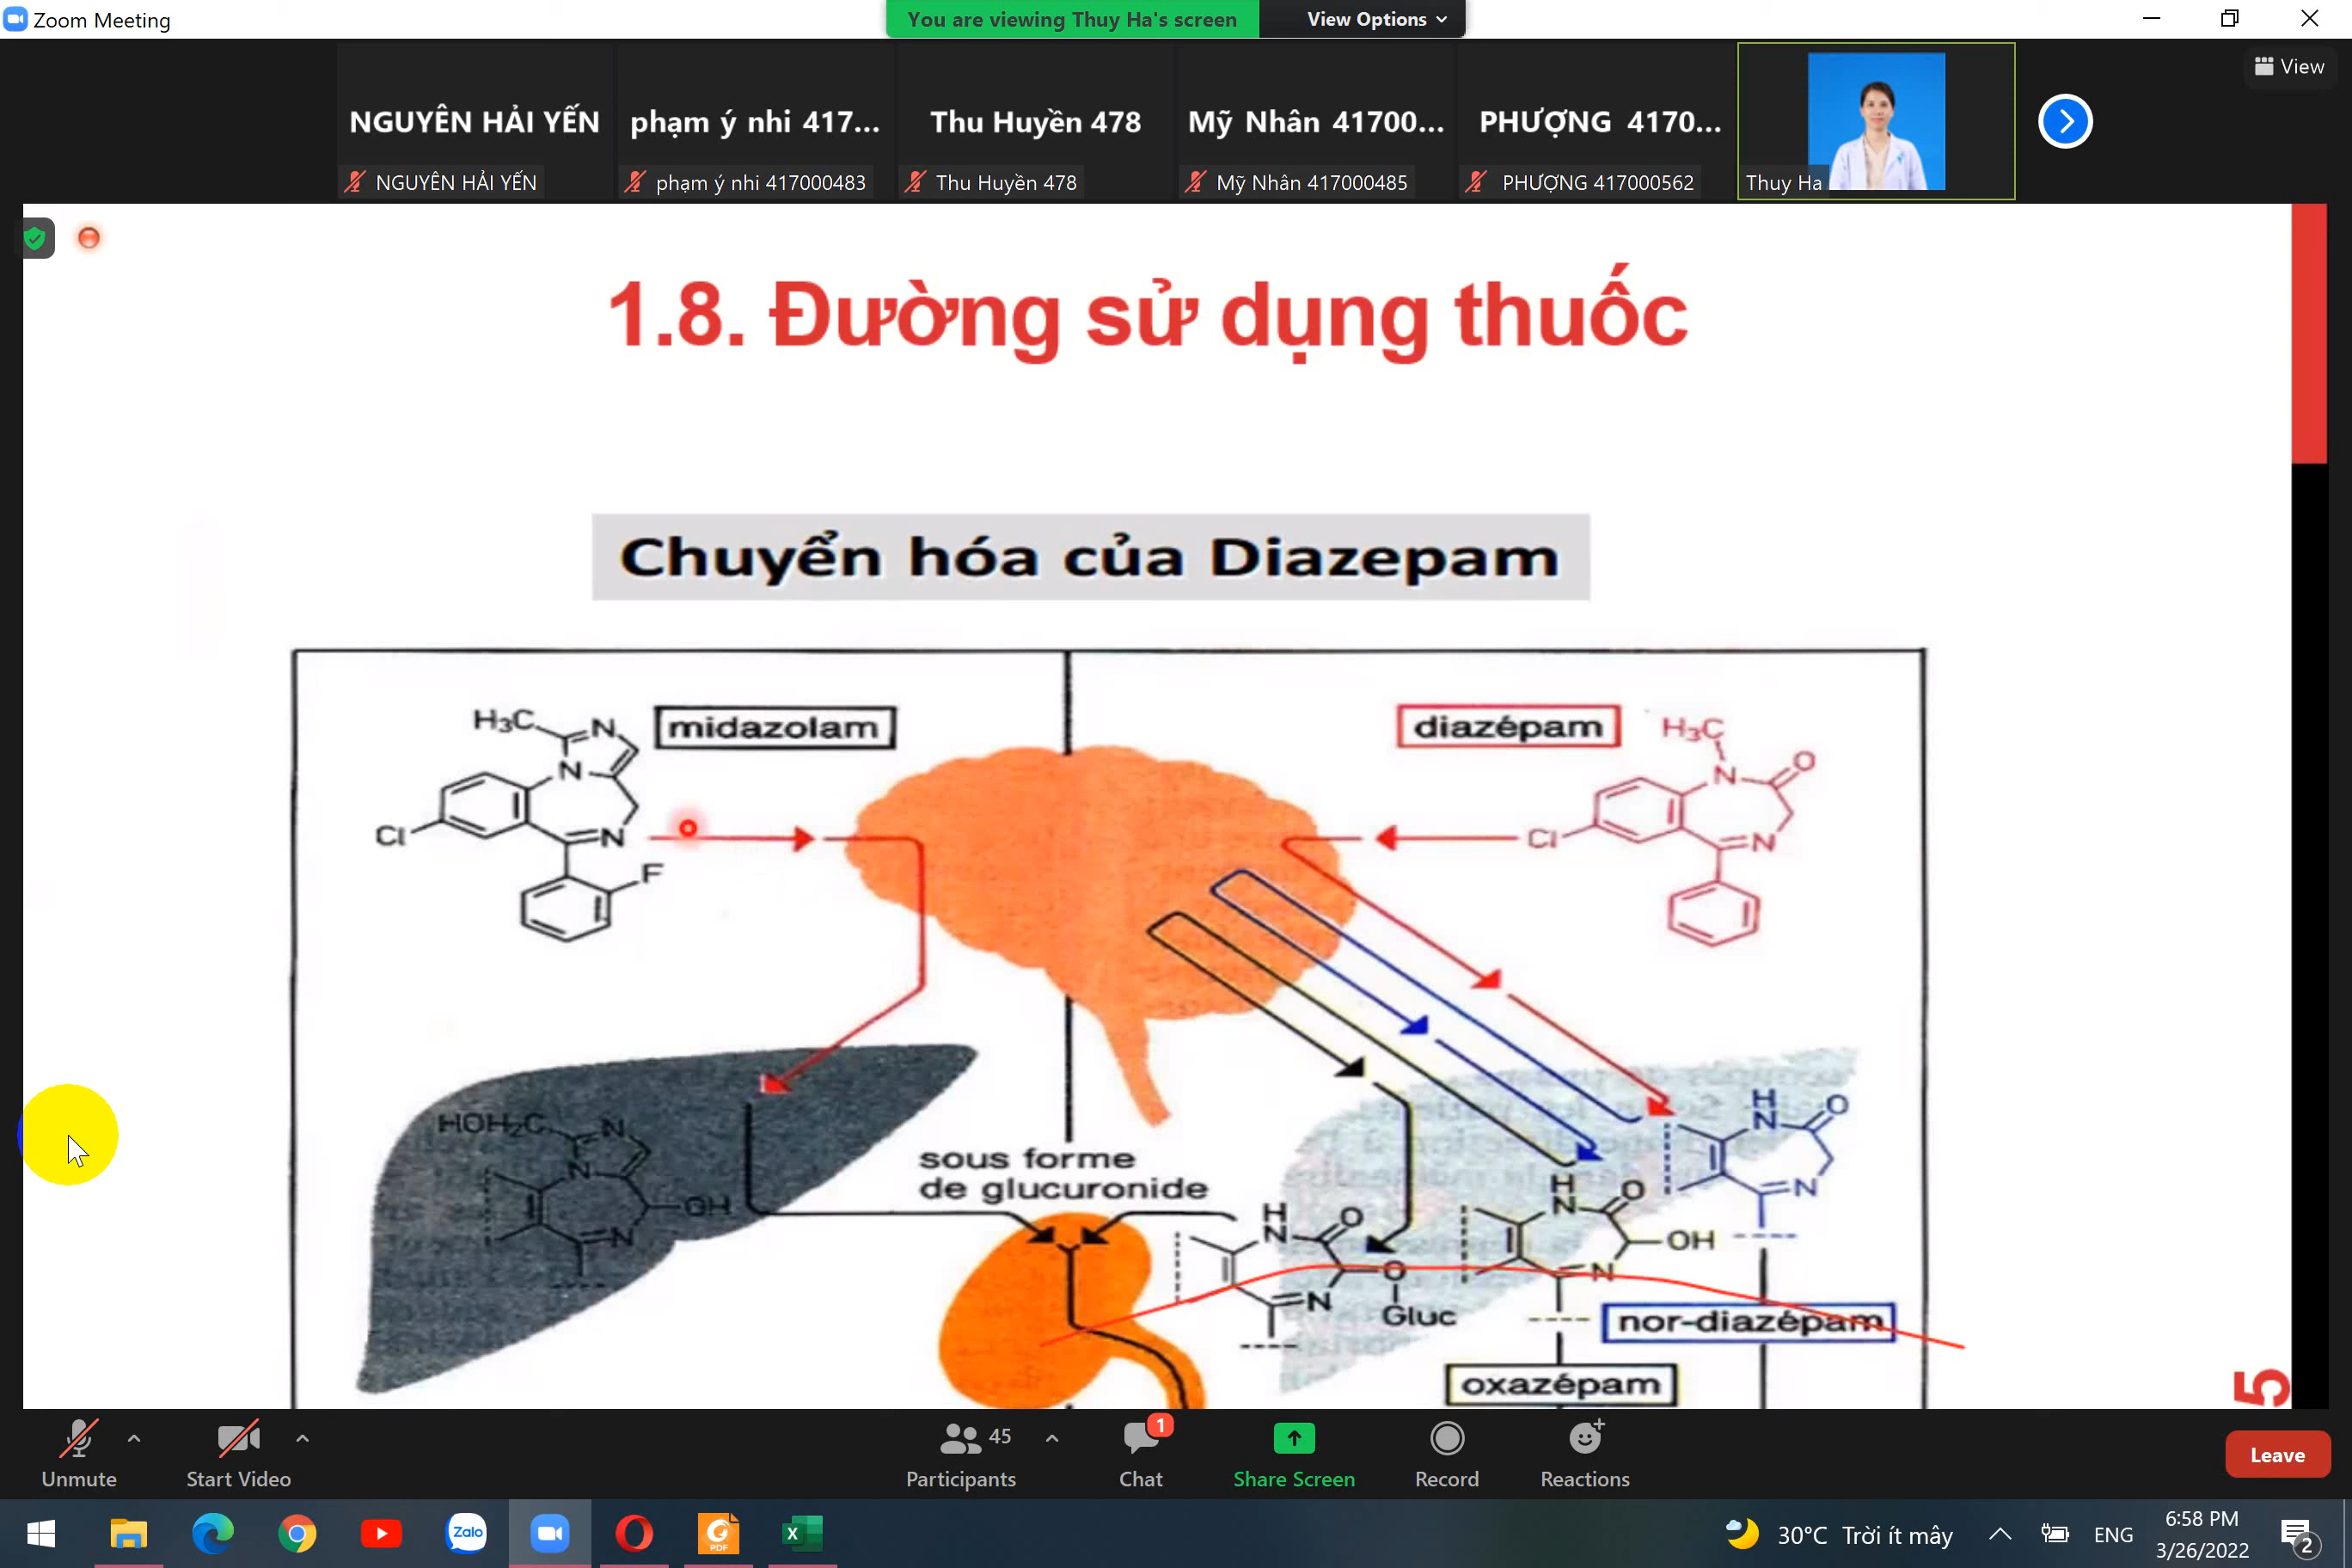 Zoom Meeting
You are viewing Thuy Ha's screen
View Options
View
NGUYÊN HẢI YẾN
phạm ý nhi 417...
Thu Huyền 478
Mỹ Nhân 41700...
PHƯỢNG 4170...
NGUYÊN HẢI YẾN
phạm ý nhi 417000483
Thu Huyền 478
Mỹ Nhân 417000485
PHƯỢNG 417000562
Thuy Ha
1.8. Đường sử dụng thuốc
Chuyển hóa của Diazepam
midazolam
diazépam
H₃C
N
N
Cl
N
F
H₃C
N
O
Cl
N
HOH₂C
N
N
OH
N
sous forme
de glucuronide
H
N
O
N
O
Gluc
H
N
O
OH
N
H
N
O
N
nor-diazépam
oxazépam
5
Unmute
Start Video
45
Participants
1
Chat
Share Screen
Record
Reactions
Leave
Zalo
PDF
X
30°C Trời ít mây
ENG
6:58 PM
3/26/2022
2